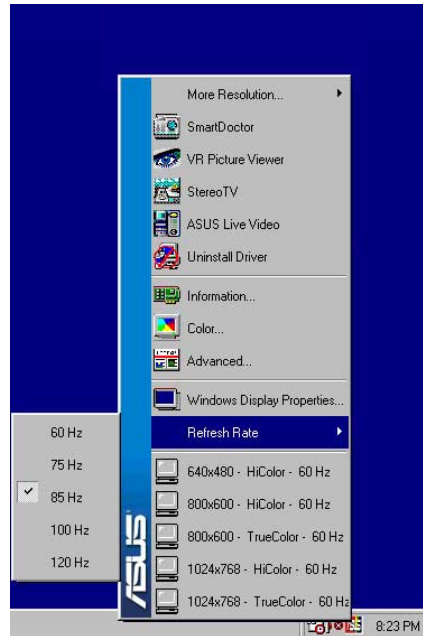 More Resolution...
SmartDoctor
VR Picture Viewer
StereoTV
ASUS Live Video
Uninstall Driver
Information...
Color...
Advanced...
Windows Display Properties...
Refresh Rate
60 Hz
75 Hz
85 Hz
100 Hz
120 Hz
640x480 - HiColor - 60 Hz
800x600 - HiColor - 60 Hz
800x600 - TrueColor - 60 Hz
1024x768 - HiColor - 60 Hz
1024x768 - TrueColor - 60 Hz
ASUS
8:23 PM